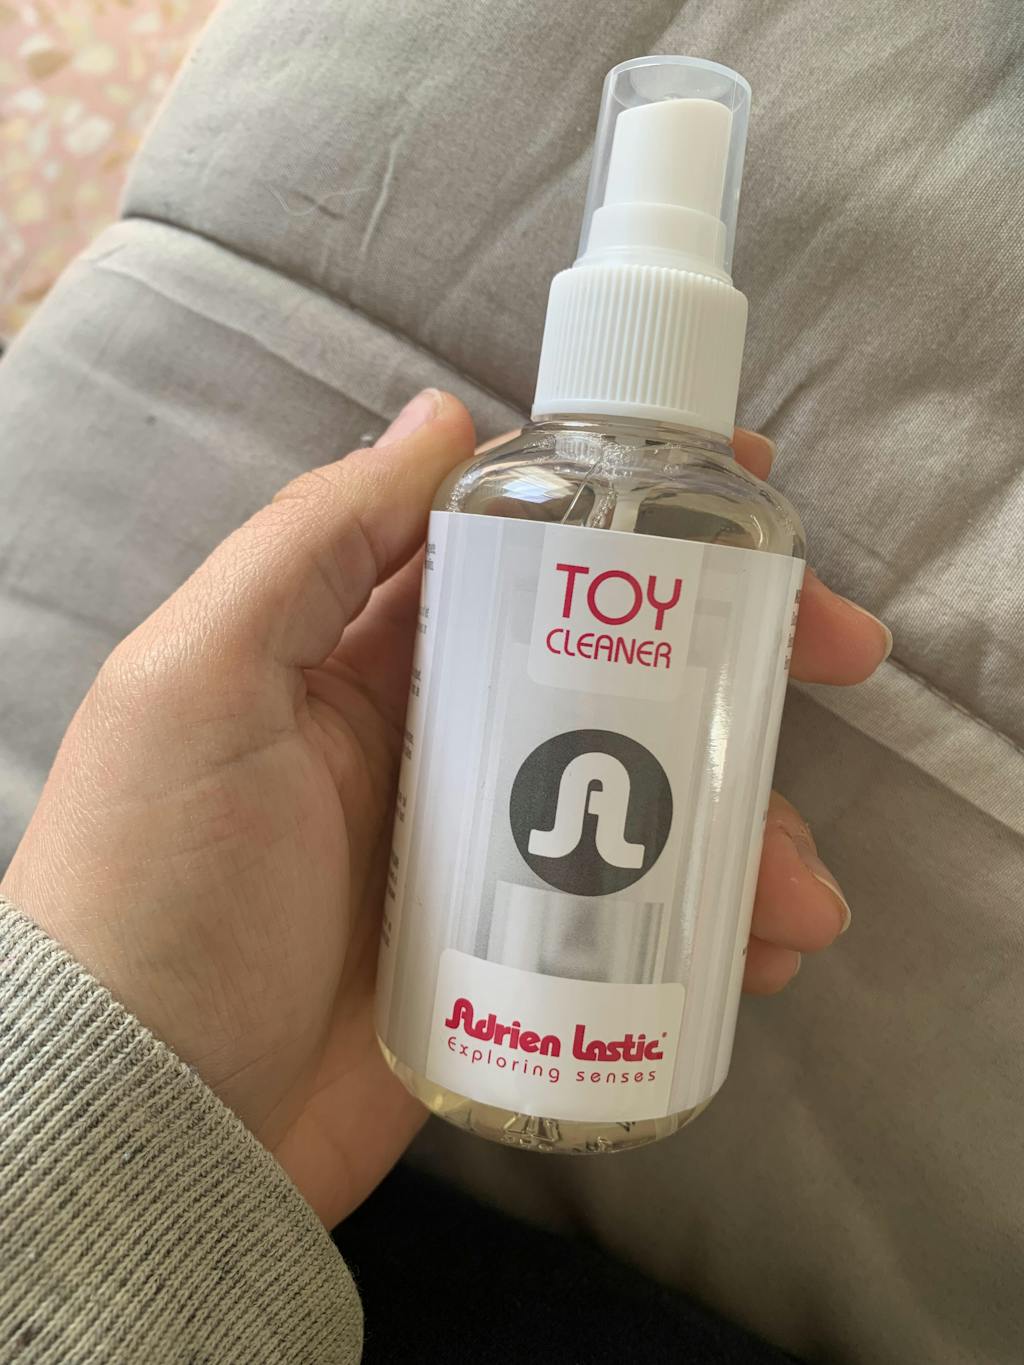 TOY
CLEANER
Adrien Lastic
Exploring senses